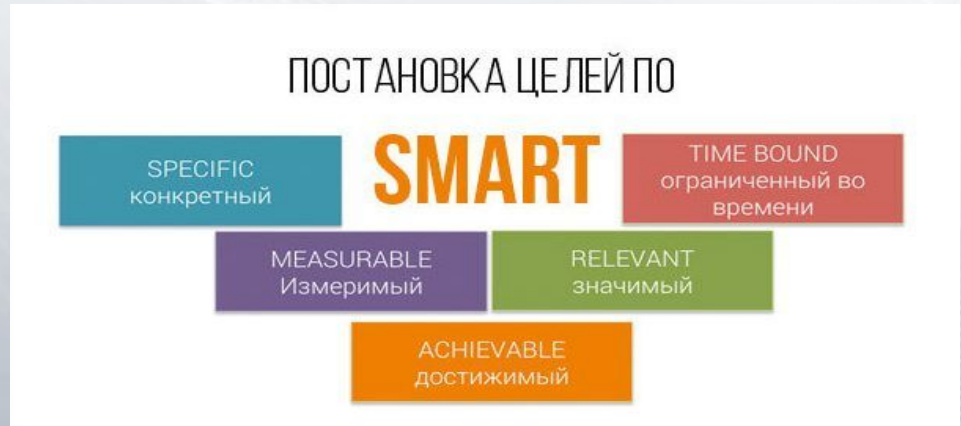 ПОСТАНОВКА ЦЕЛЕЙ ПО
SMART
SPECIFIC
конкретный
TIME BOUND
ограниченный во
времени
MEASURABLE
Измеримый
RELEVANT
значимый
ACHIEVABLE
достижимый